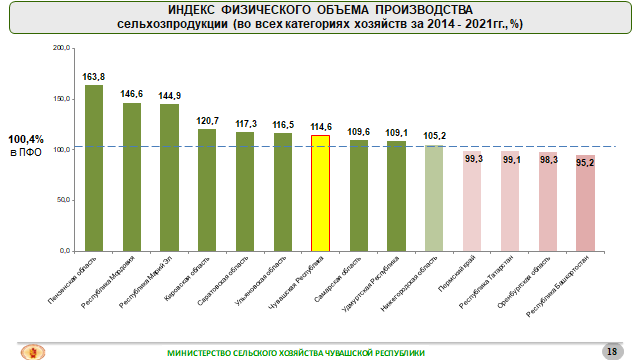 ИНДЕКС ФИЗИЧЕСКОГО ОБЪЕМА ПРОИЗВОДСТВА
сельхозпродукции (во всех категориях хозяйств за 2014 - 2021гг., %)
200,0
150,0
100,0
50,0
0,0
100,4%
в ПФО
163,8
146,6
144,9
120,7
117,3
116,5
114,6
109,6
109,1
105,2
99,3
99,1
98,3
95,2
Пензенская область
Республика Мордовия
Республика Марий Эл
Кировская область
Саратовская область
Ульяновская область
Чувашская Республика
Самарская область
Удмуртская Республика
Нижегородская область
Пермский край
Республика Татарстан
Оренбургская область
Республика Башкортостан
МИНИСТЕРСТВО СЕЛЬСКОГО ХОЗЯЙСТВА ЧУВАШСКОЙ РЕСПУБЛИКИ
18